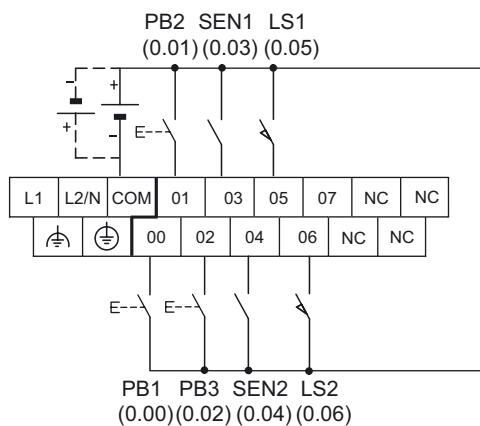 PB2 SEN1 LS1
(0.01) (0.03) (0.05)
- +
+ -
E
L1 L2/N COM 01 03 05 07 NC NC
00 02 04 06 NC NC
E E
PB1 PB3 SEN2 LS2
(0.00) (0.02) (0.04) (0.06)